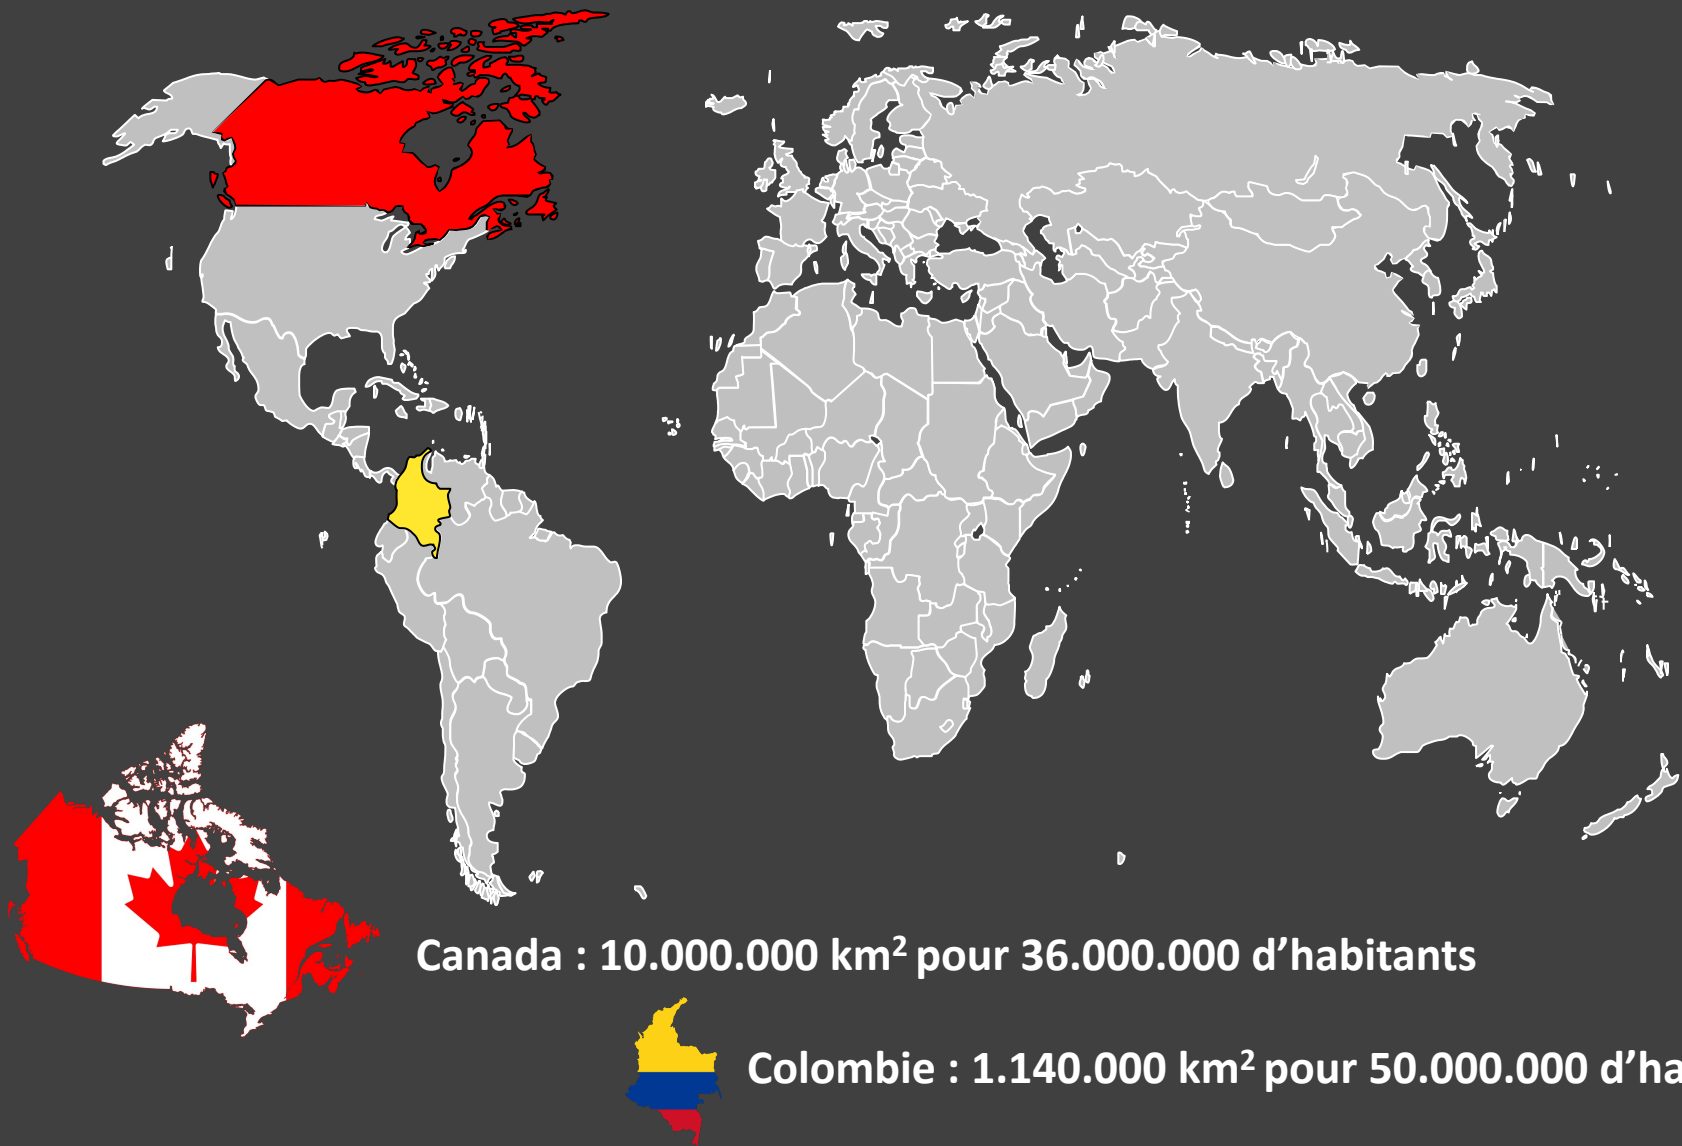 Canada : 10.000.000 km² pour 36.000.000 d’habitants
Colombie : 1.140.000 km² pour 50.000.000 d’ha